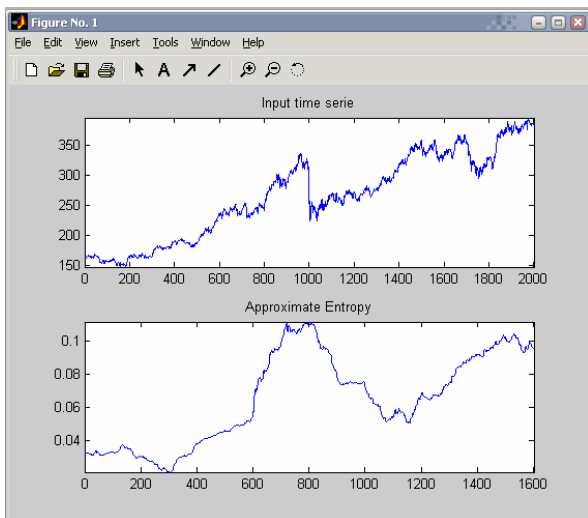 Figure No. 1
File Edit View Insert Tools Window Help
A
Input time serie
350
300
250
200
150
0 200 400 600 800 1000 1200 1400 1600 1800 2000
Approximate Entropy
0.1
0.08
0.06
0.04
0 200 400 600 800 1000 1200 1400 1600